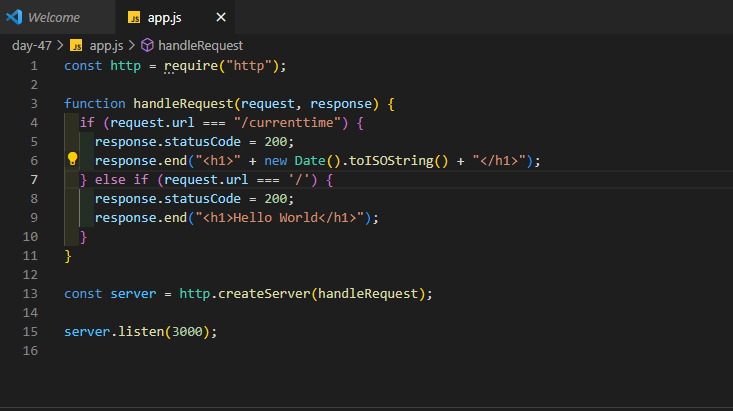 Welcome
JS app.js ×
day-47 > JS app.js > handleRequest
1 const http = require("http");
2
3 function handleRequest(request, response) {
4 if (request.url === "/currenttime") {
5 response.statusCode = 200;
6 response.end("<h1>" + new Date().toISOString() + "</h1>");
7 } else if (request.url === '/') {
8 response.statusCode = 200;
9 response.end("<h1>Hello World</h1>");
10 }
11 }
12
13 const server = http.createServer(handleRequest);
14
15 server.listen(3000);
16